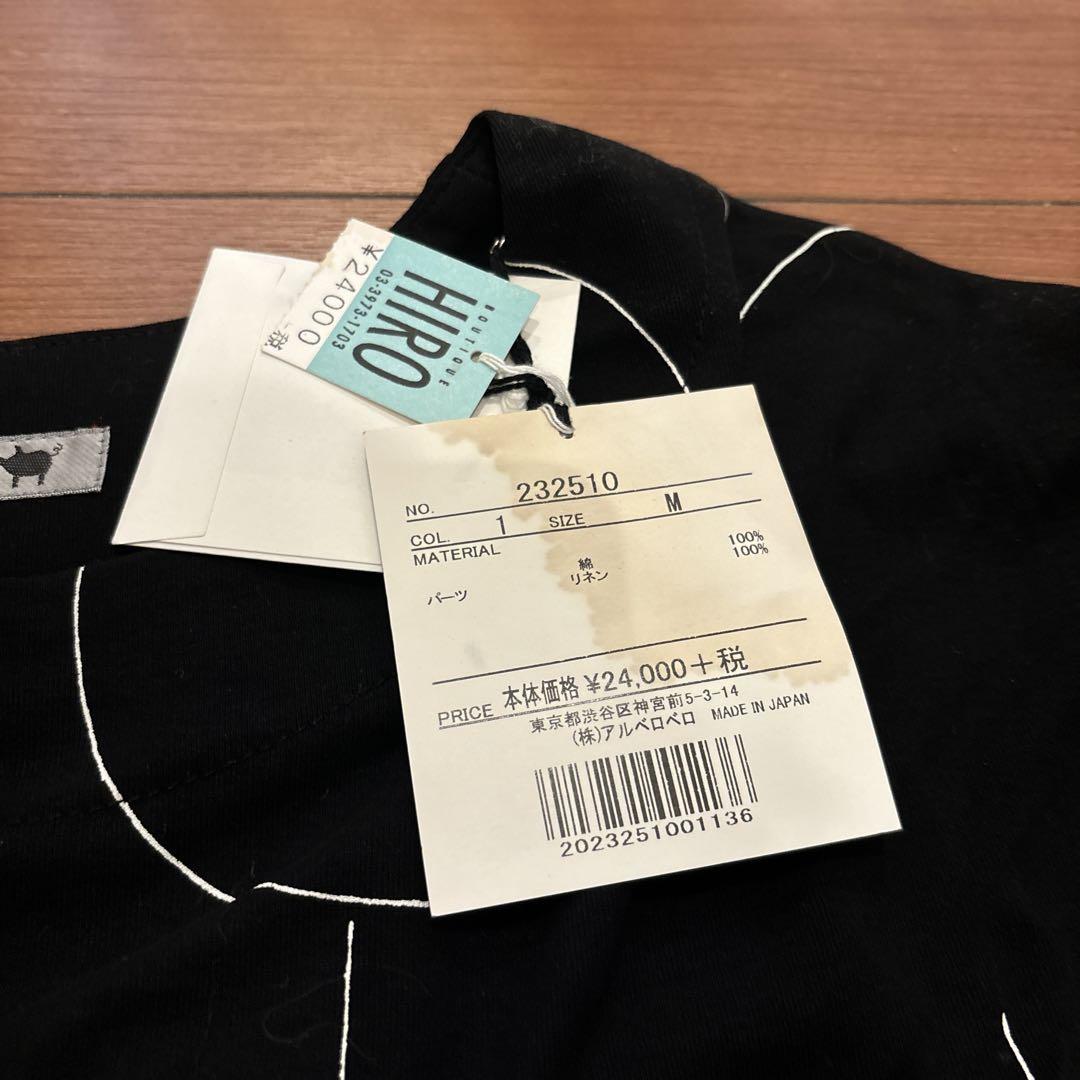 ¥24000
+税
BOUTIQUE
HIRO
03-3973-1703
NO. 232510
COL. 1 SIZE M
MATERIAL
綿 100%
リネン 100%
パーツ
PRICE 本体価格 ¥24,000+税
東京都渋谷区神宮前5-3-14
(株)アルベロベロ MADE IN JAPAN
2023251001136